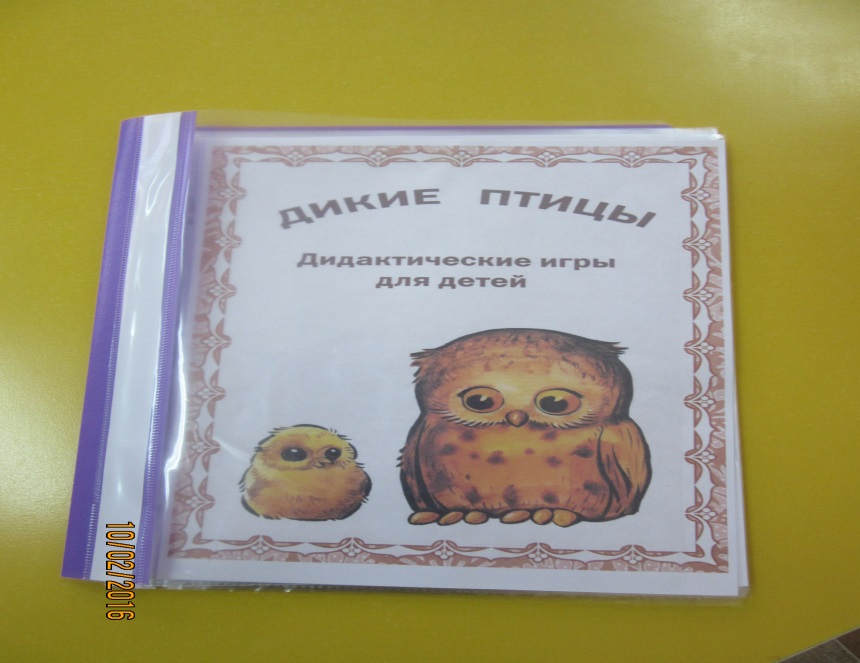 ДИКИЕ ПТИЦЫ
Дидактические игры
для детей
10/02/2016